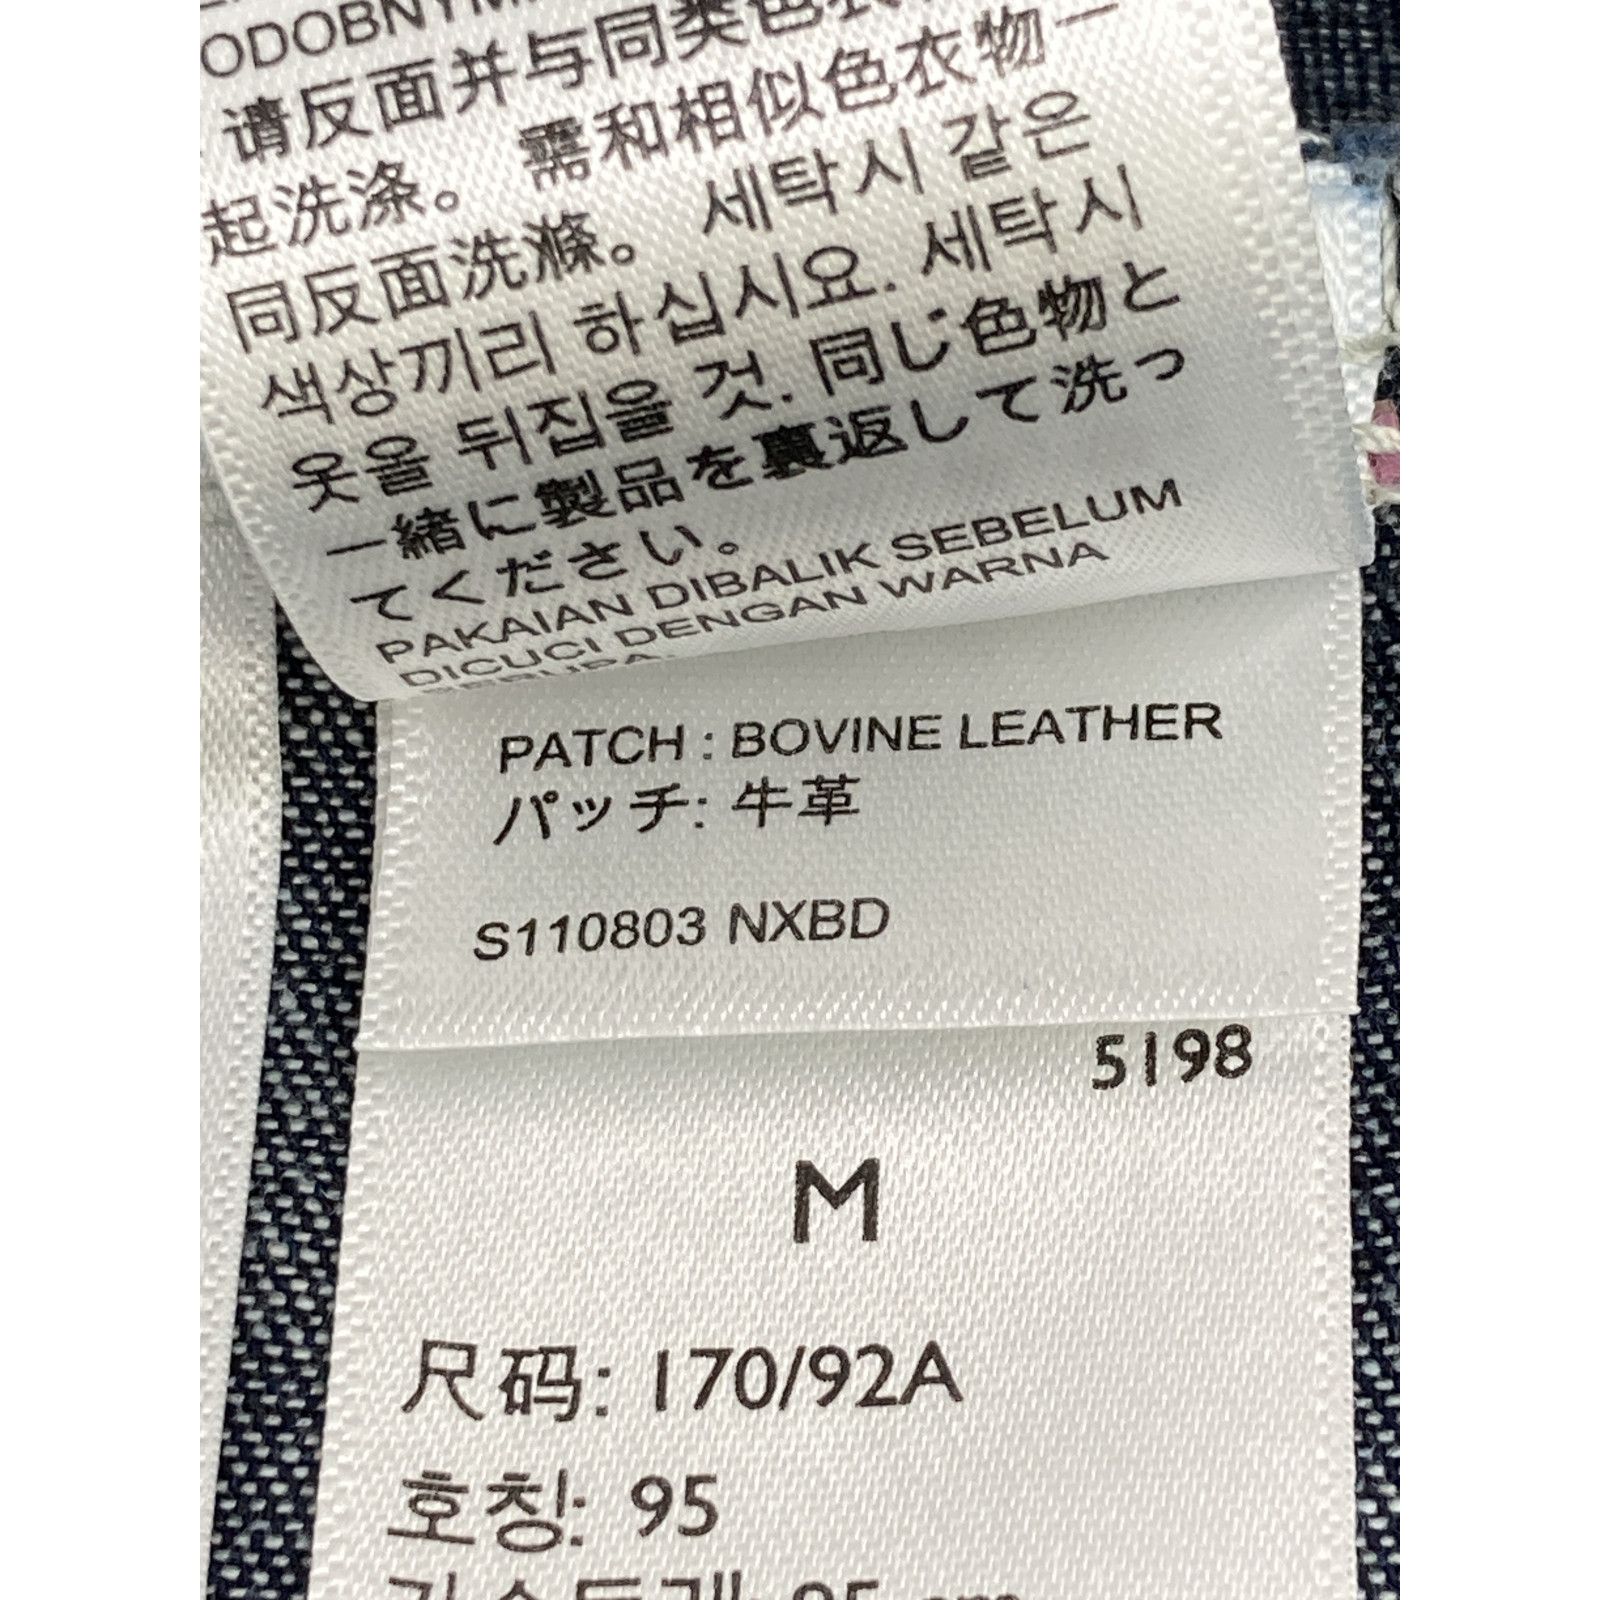 请反面并与同类色衣
起洗涤。需和相似色衣物一
同反面洗滌。 세탁시 같은
색상끼리 하십시요. 세탁시
옷을 뒤집을 것. 同じ色物と
一緒に製品を裏返して洗っ
てください。
PAKAIAN DIBALIK SEBELUM
DICUCI DENGAN WARNA
PATCH : BOVINE LEATHER
パッチ: 牛革
S110803 NXBD
5198
M
尺码: 170/92A
호칭: 95